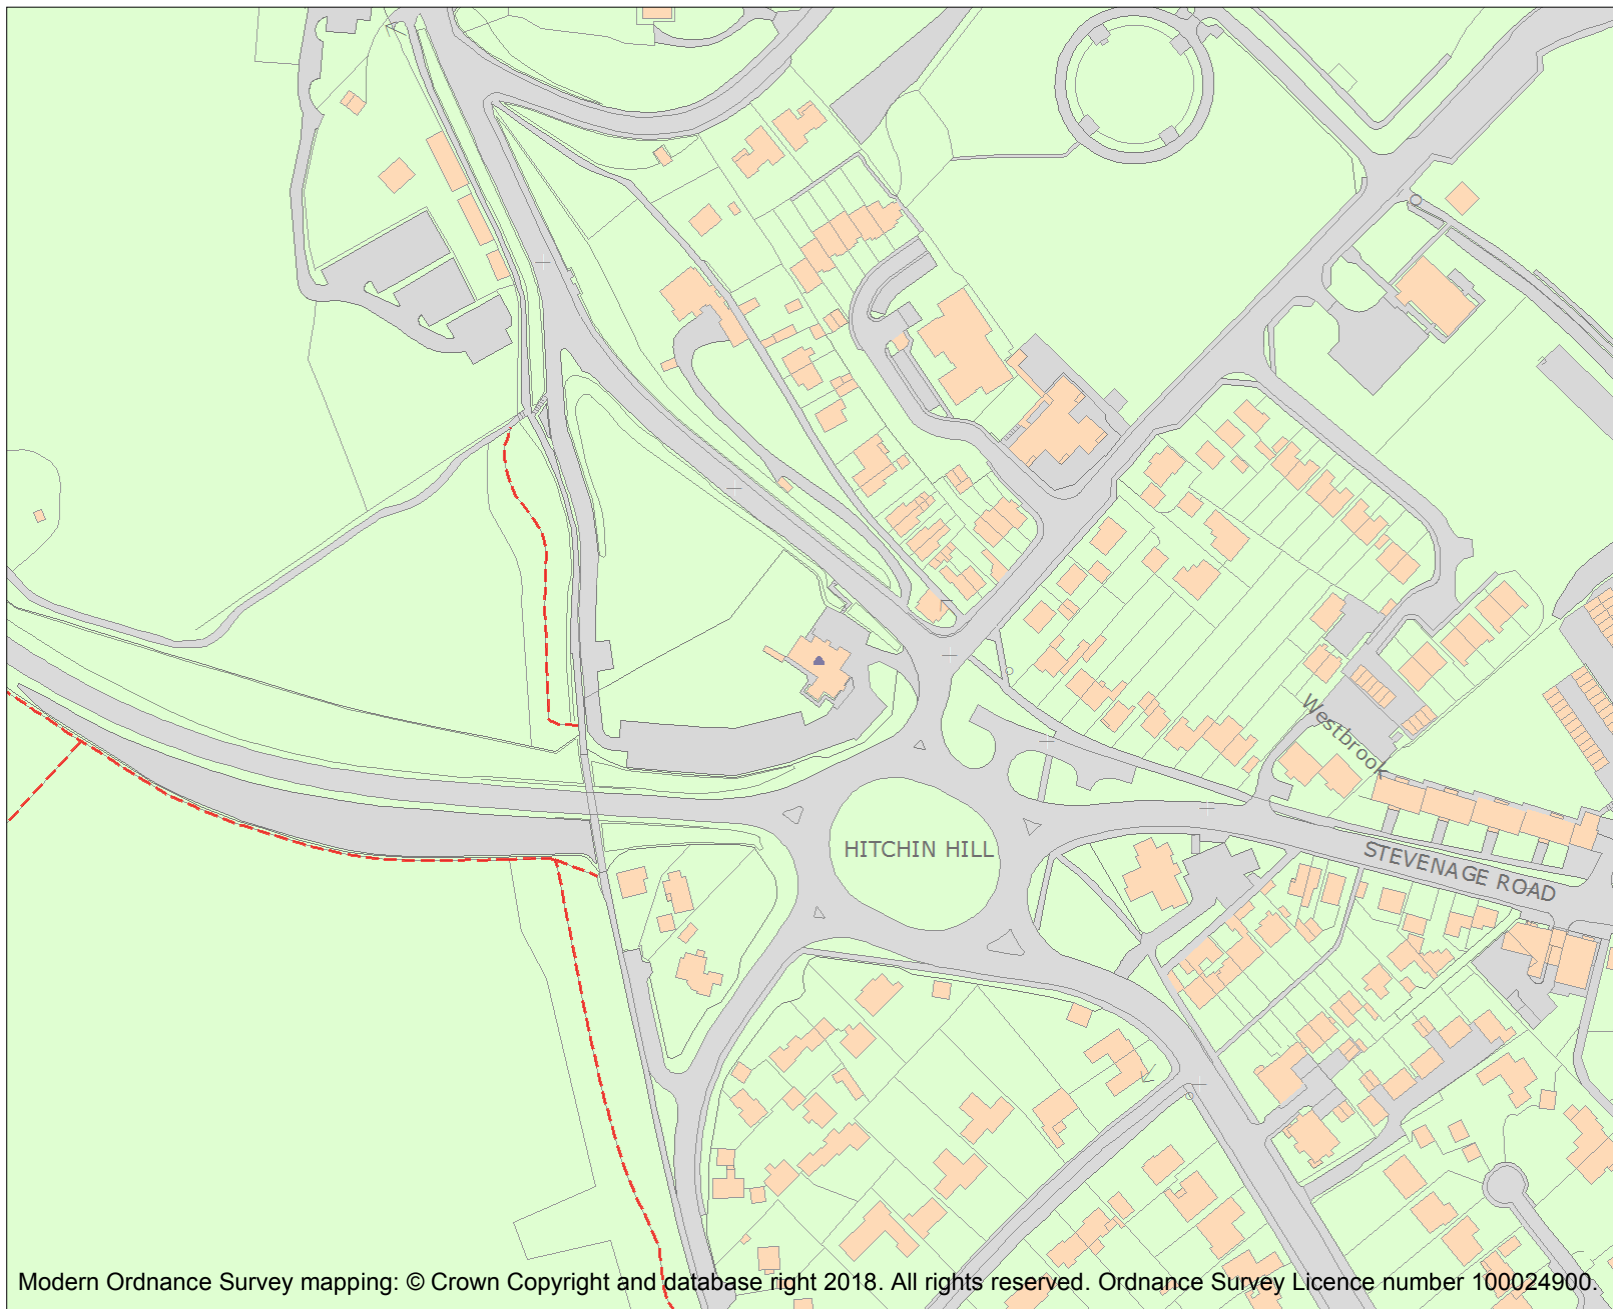 Westbrook
HITCHIN HILL
STEVENAGE ROAD
Modern Ordnance Survey mapping: © Crown Copyright and database right 2018. All rights reserved. Ordnance Survey Licence number 100024900.